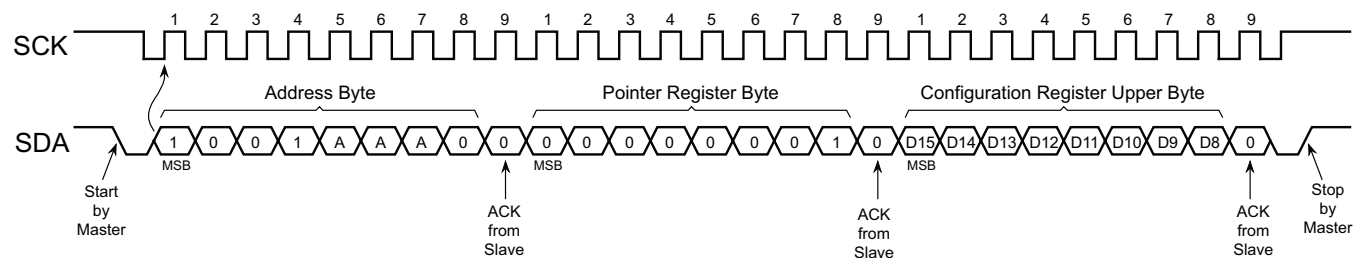 1 2 3 4 5 6 7 8 9 1 2 3 4 5 6 7 8 9 1 2 3 4 5 6 7 8 9
SCK
Address Byte Pointer Register Byte Configuration Register Upper Byte
SDA 1 0 0 1 A A A 0 0 0 0 0 0 0 0 0 1 0 D15 D14 D13 D12 D11 D10 D9 D8 0
MSB MSB MSB
Start
by
Master
ACK
from
Slave
ACK
from
Slave
ACK
from
Slave
Stop
by
Master